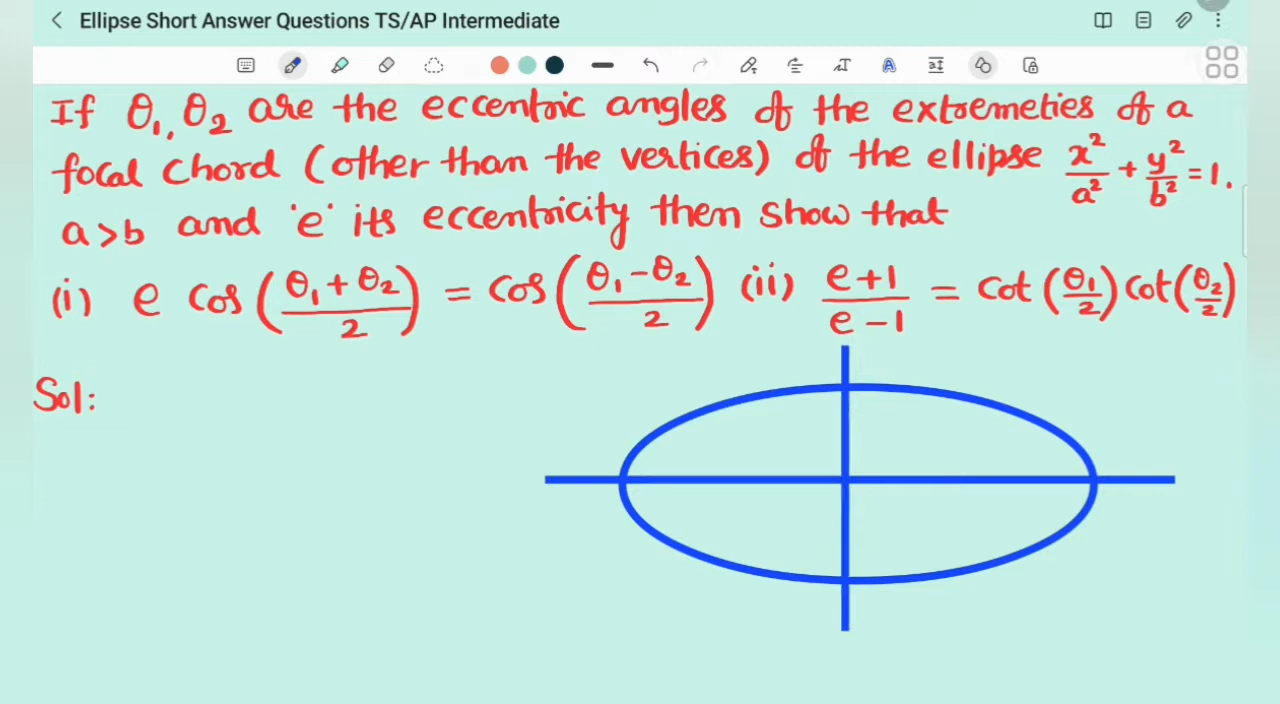 Ellipse Short Answer Questions TS/AP Intermediate
If θ₁, θ₂ are the eccentric angles of the extremeties of a
focal chord (other than the vertices) of the ellipse x²/a² + y²/b² = 1.
a>b and 'e' its eccentricity then show that
(i) e cos((θ₁+θ₂)/2) = cos((θ₁-θ₂)/2) (ii) (e+1)/(e-1) = cot(θ₁/2) cot(θ₂/2)
Sol: